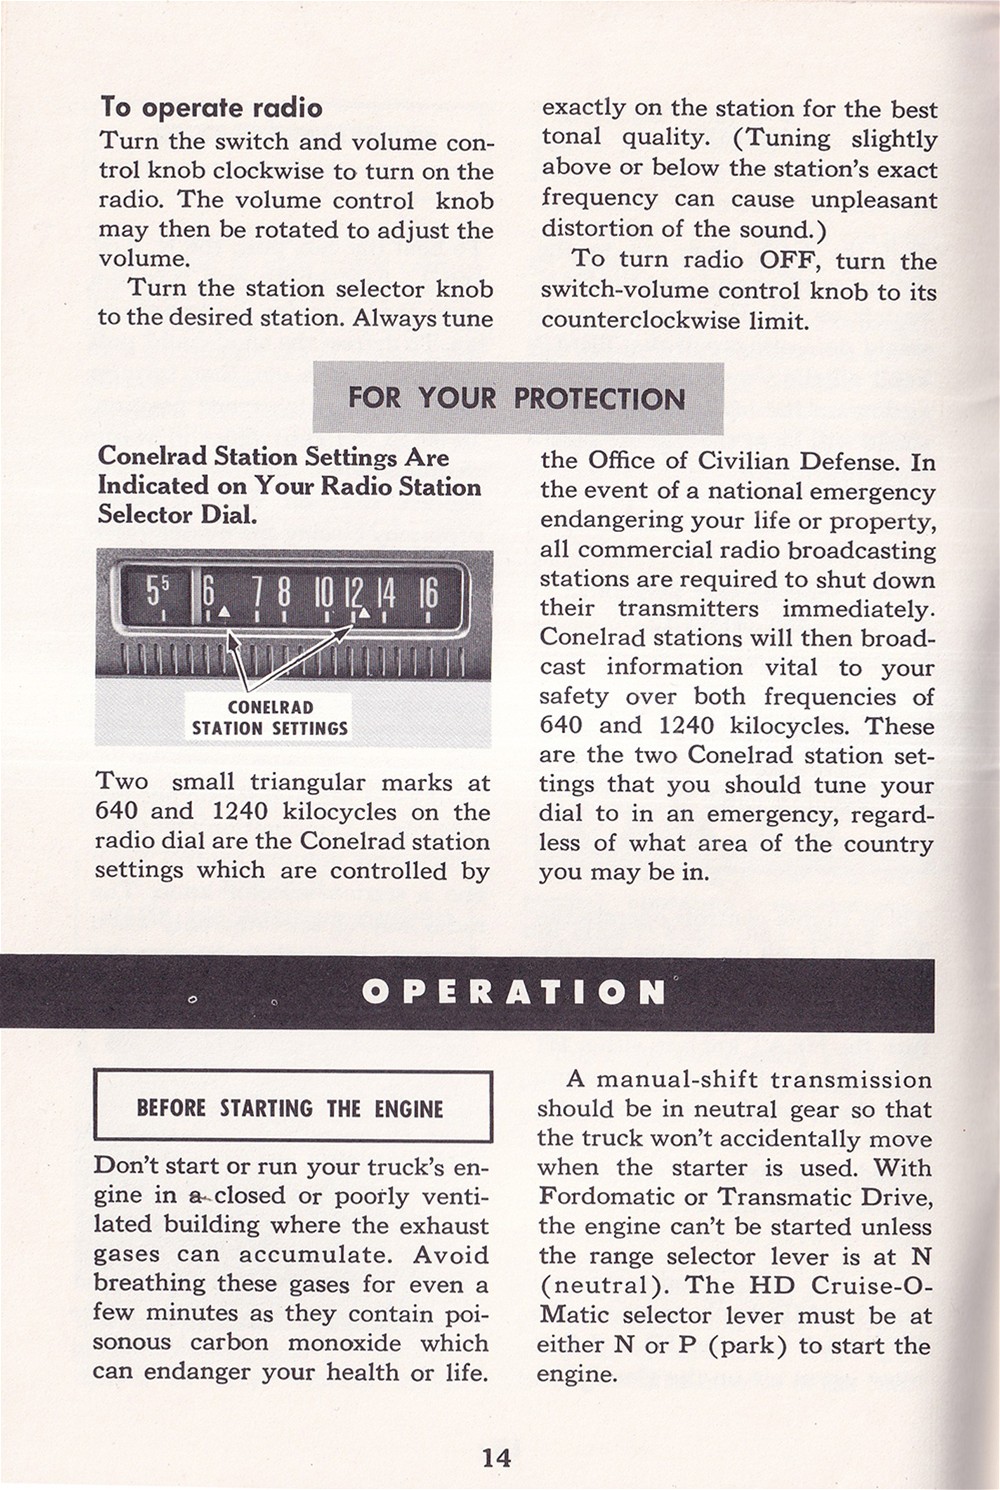 To operate radio
Turn the switch and volume con-
trol knob clockwise to turn on the
radio. The volume control knob
may then be rotated to adjust the
volume.
Turn the station selector knob
to the desired station. Always tune
exactly on the station for the best
tonal quality. (Tuning slightly
above or below the station's exact
frequency can cause unpleasant
distortion of the sound.)
To turn radio OFF, turn the
switch-volume control knob to its
counterclockwise limit.
FOR YOUR PROTECTION
Conelrad Station Settings Are
Indicated on Your Radio Station
Selector Dial.
5⁵ 6 7 8 10 12 14 16
CONELRAD
STATION SETTINGS
Two small triangular marks at
640 and 1240 kilocycles on the
radio dial are the Conelrad station
settings which are controlled by
the Office of Civilian Defense. In
the event of a national emergency
endangering your life or property,
all commercial radio broadcasting
stations are required to shut down
their transmitters immediately.
Conelrad stations will then broad-
cast information vital to your
safety over both frequencies of
640 and 1240 kilocycles. These
are the two Conelrad station set-
tings that you should tune your
dial to in an emergency, regard-
less of what area of the country
you may be in.
OPERATION
BEFORE STARTING THE ENGINE
Don't start or run your truck's en-
gine in a closed or poorly venti-
lated building where the exhaust
gases can accumulate. Avoid
breathing these gases for even a
few minutes as they contain poi-
sonous carbon monoxide which
can endanger your health or life.
A manual-shift transmission
should be in neutral gear so that
the truck won't accidentally move
when the starter is used. With
Fordomatic or Transmatic Drive,
the engine can't be started unless
the range selector lever is at N
(neutral). The HD Cruise-O-
Matic selector lever must be at
either N or P (park) to start the
engine.
14